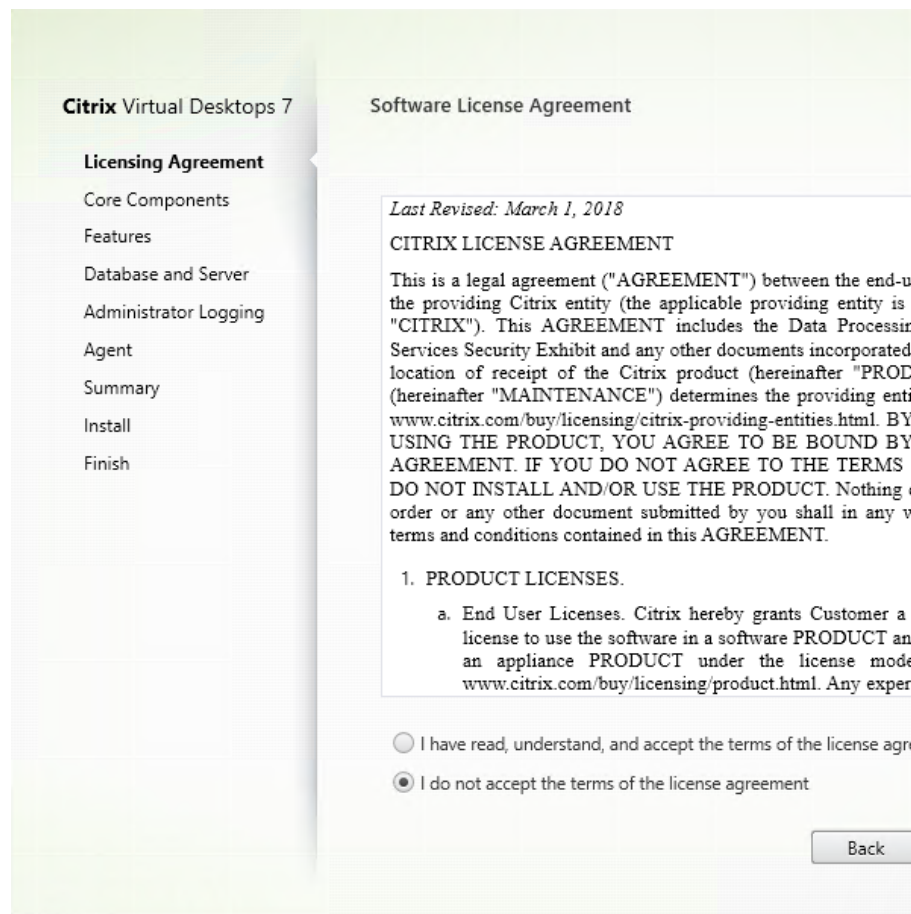 Citrix Virtual Desktops 7
Licensing Agreement
Core Components
Features
Database and Server
Administrator Logging
Agent
Summary
Install
Finish
Software License Agreement
Last Revised: March 1, 2018
CITRIX LICENSE AGREEMENT
This is a legal agreement ("AGREEMENT") between the end-u
the providing Citrix entity (the applicable providing entity is
"CITRIX"). This AGREEMENT includes the Data Processin
Services Security Exhibit and any other documents incorporated
location of receipt of the Citrix product (hereinafter "PROD
(hereinafter "MAINTENANCE") determines the providing enti
www.citrix.com/buy/licensing/citrix-providing-entities.html. BY
USING THE PRODUCT, YOU AGREE TO BE BOUND BY
AGREEMENT. IF YOU DO NOT AGREE TO THE TERMS
DO NOT INSTALL AND/OR USE THE PRODUCT. Nothing
order or any other document submitted by you shall in any
terms and conditions contained in this AGREEMENT.
1. PRODUCT LICENSES.
a. End User Licenses. Citrix hereby grants Customer a
license to use the software in a software PRODUCT an
an appliance PRODUCT under the license mode
www.citrix.com/buy/licensing/product.html. Any exper
I have read, understand, and accept the terms of the license agre
I do not accept the terms of the license agreement
Back